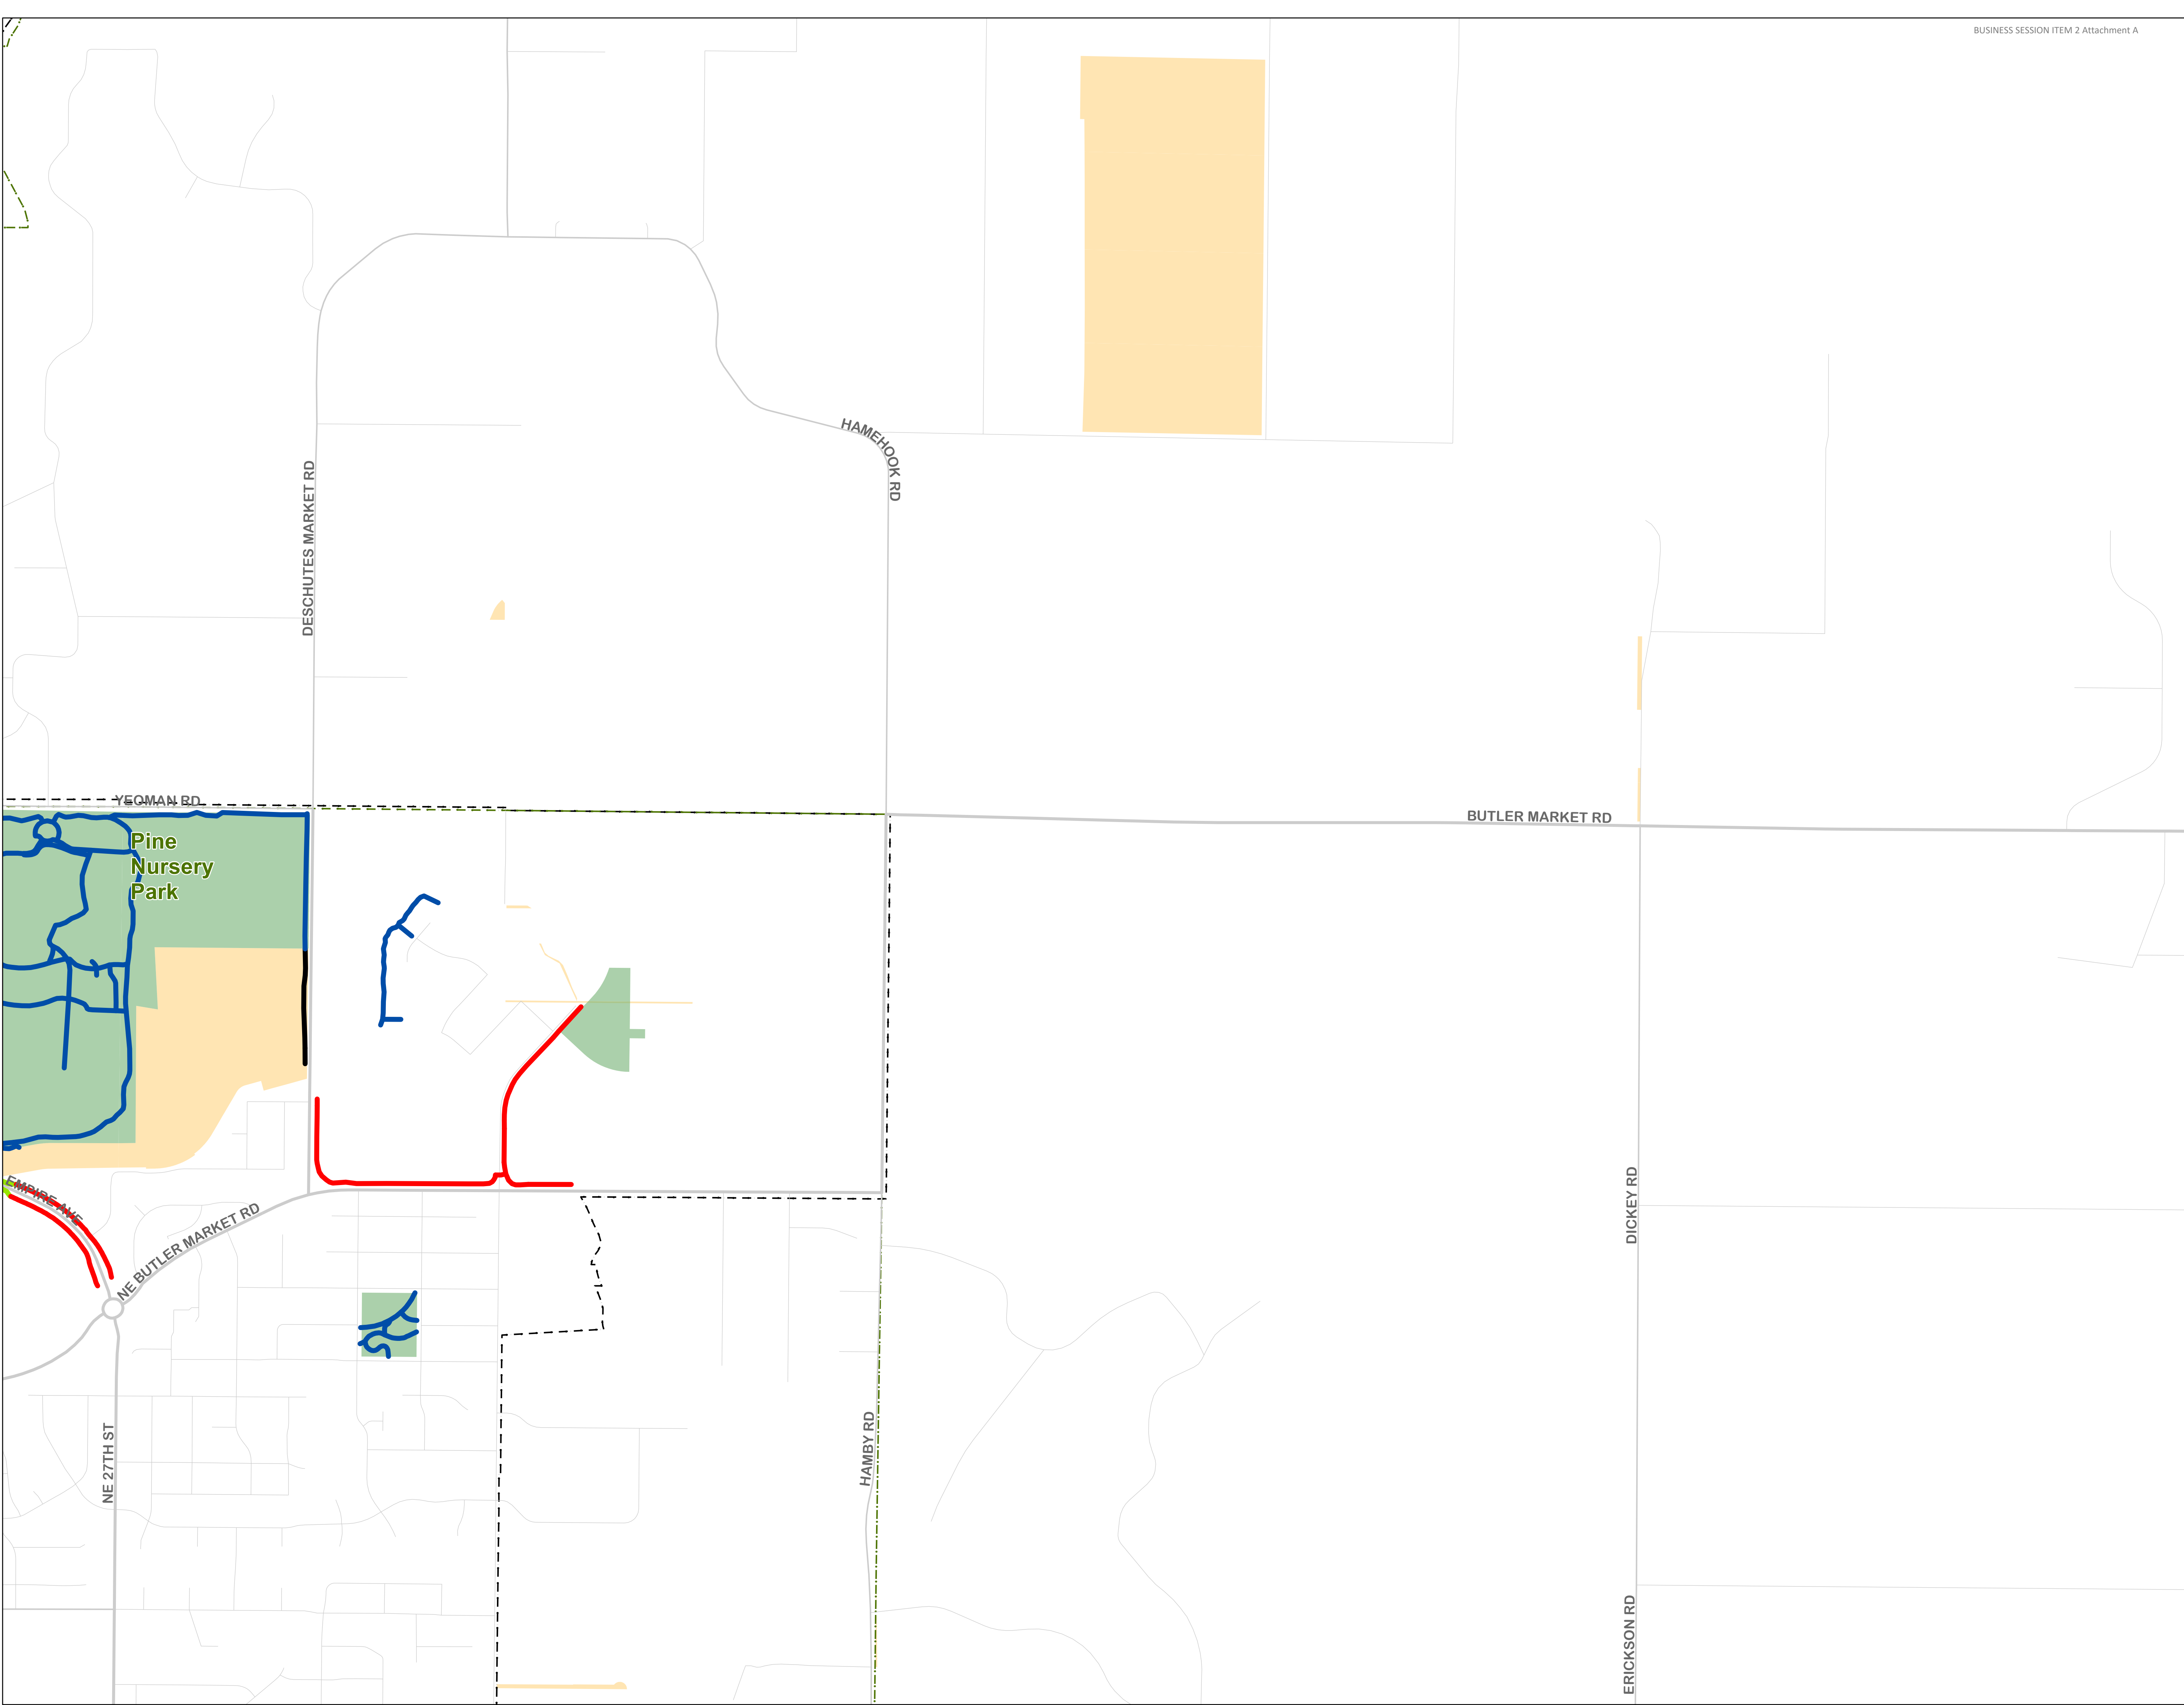 BUSINESS SESSION ITEM 2 Attachment A
HAMEHOOK RD
DESCHUTES MARKET RD
YEOMAN RD
BUTLER MARKET RD
Pine
Nursery
Park
EMPIRE AVE
NE BUTLER MARKET RD
DICKEY RD
NE 27TH ST
HAMBY RD
ERICKSON RD